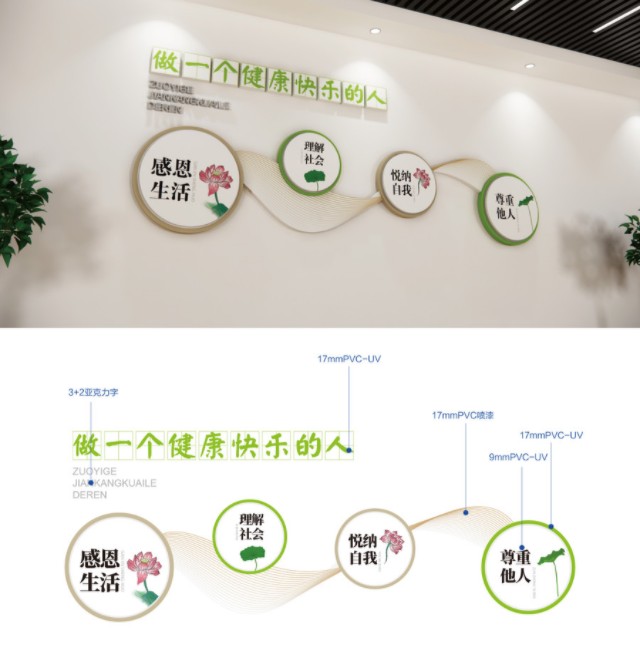 做一个健康快乐的人
ZUOYIGE
JIANKANGKUAILE
DEREN
感恩
生活
理解
社会
悦纳
自我
尊重
他人
17mmPVC-UV
3+2亚克力字
17mmPVC喷漆
17mmPVC-UV
9mmPVC-UV
做一个健康快乐的人
ZUOYIGE
JIANKANGKUAILE
DEREN
感恩
生活
理解
社会
悦纳
自我
尊重
他人